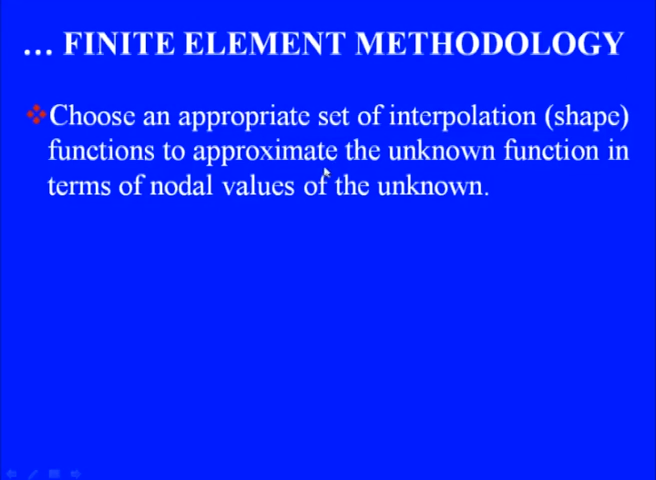 ... FINITE ELEMENT METHODOLOGY
Choose an appropriate set of interpolation (shape)
functions to approximate the unknown function in
terms of nodal values of the unknown.